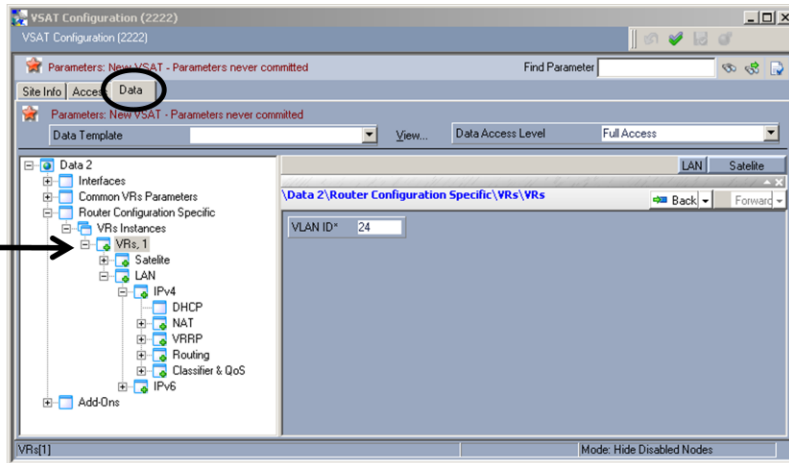 VSAT Configuration (2222)
VSAT Configuration (2222)
Parameters: New VSAT - Parameters never committed
Find Parameter
Site Info Access Data
Parameters: New VSAT - Parameters never committed
Data Template View... Data Access Level Full Access
LAN Satelite
Data 2
Interfaces
Common VRs Parameters
Router Configuration Specific
VRs Instances
VRs, 1
Satelite
LAN
IPv4
DHCP
NAT
VRRP
Routing
Classifier & QoS
IPv6
Add-Ons
\Data 2\Router Configuration Specific\VRs\VRs
Back Forward
VLAN ID* 24
VRs[1] Mode: Hide Disabled Nodes